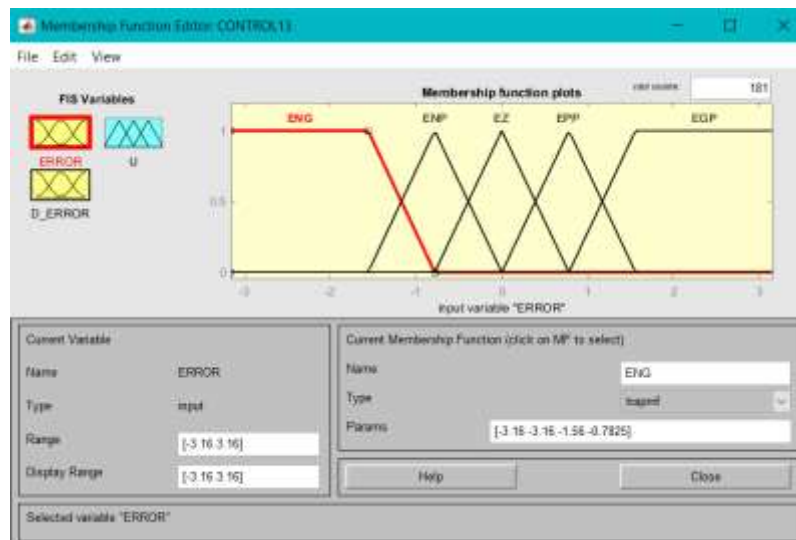 Membership Function Editor: CONTROL13
File Edit View
FIS Variables
ERROR
U
D_ERROR
Membership function plots
181
ENG ENP EZ EPP EGP
1
0.5
0
-3 -2 -1 0 1 2 3
input variable "ERROR"
Current Variable
Name ERROR
Type input
Range [-3.16 3.16]
Display Range [-3.16 3.16]
Current Membership Function (click on MF to select)
Name ENG
Type trapmf
Params [-3.16 -3.16 -1.56 -0.7825]
Help Close
Selected variable "ERROR"